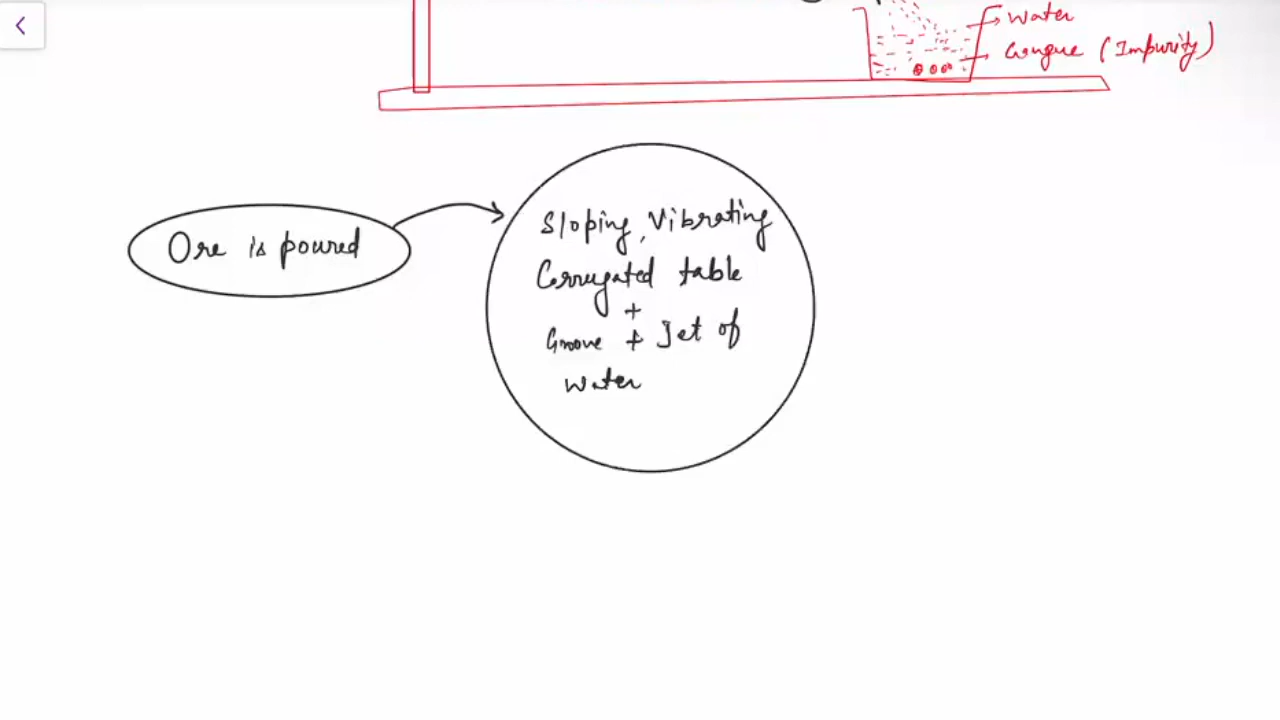 water
Gangue (Impurity)
Ore is poured
Sloping, Vibrating
Corrugated table
+
Groove + Jet of
water